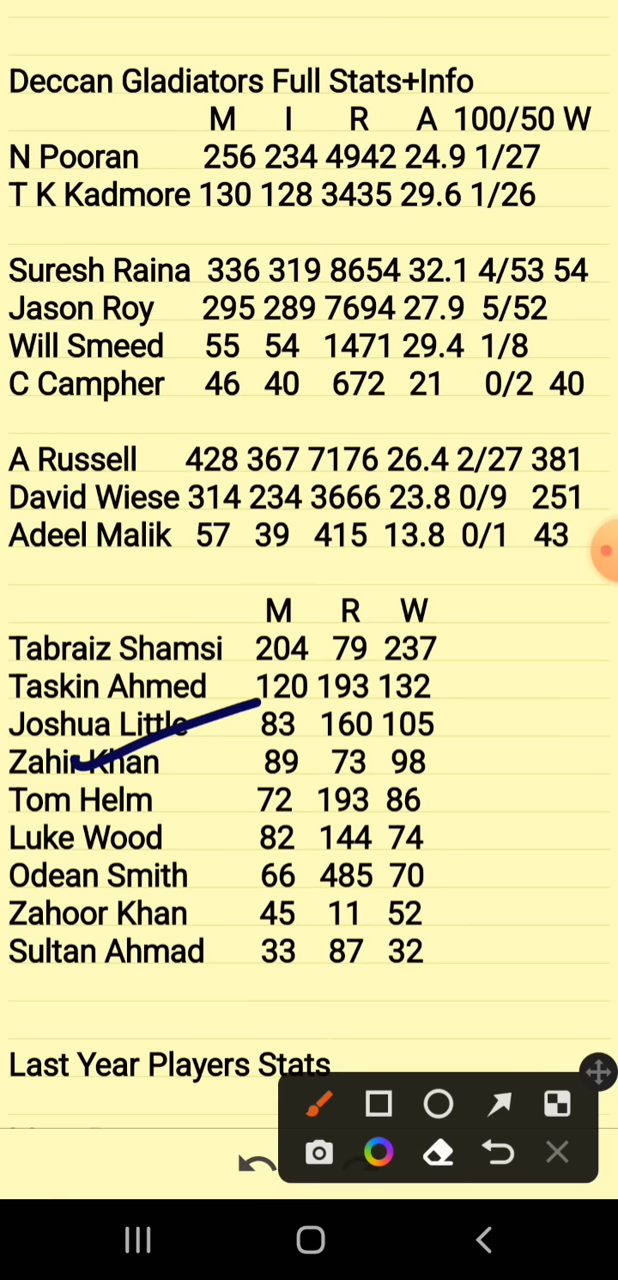 Deccan Gladiators Full Stats+Info
M I R A 100/50 W
N Pooran 256 234 4942 24.9 1/27
T K Kadmore 130 128 3435 29.6 1/26
Suresh Raina 336 319 8654 32.1 4/53 54
Jason Roy 295 289 7694 27.9 5/52
Will Smeed 55 54 1471 29.4 1/8
C Campher 46 40 672 21 0/2 40
A Russell 428 367 7176 26.4 2/27 381
David Wiese 314 234 3666 23.8 0/9 251
Adeel Malik 57 39 415 13.8 0/1 43
M R W
Tabraiz Shamsi 204 79 237
Taskin Ahmed 120 193 132
Joshua Little 83 160 105
Zahir Khan 89 73 98
Tom Helm 72 193 86
Luke Wood 82 144 74
Odean Smith 66 485 70
Zahoor Khan 45 11 52
Sultan Ahmad 33 87 32
Last Year Players Stats